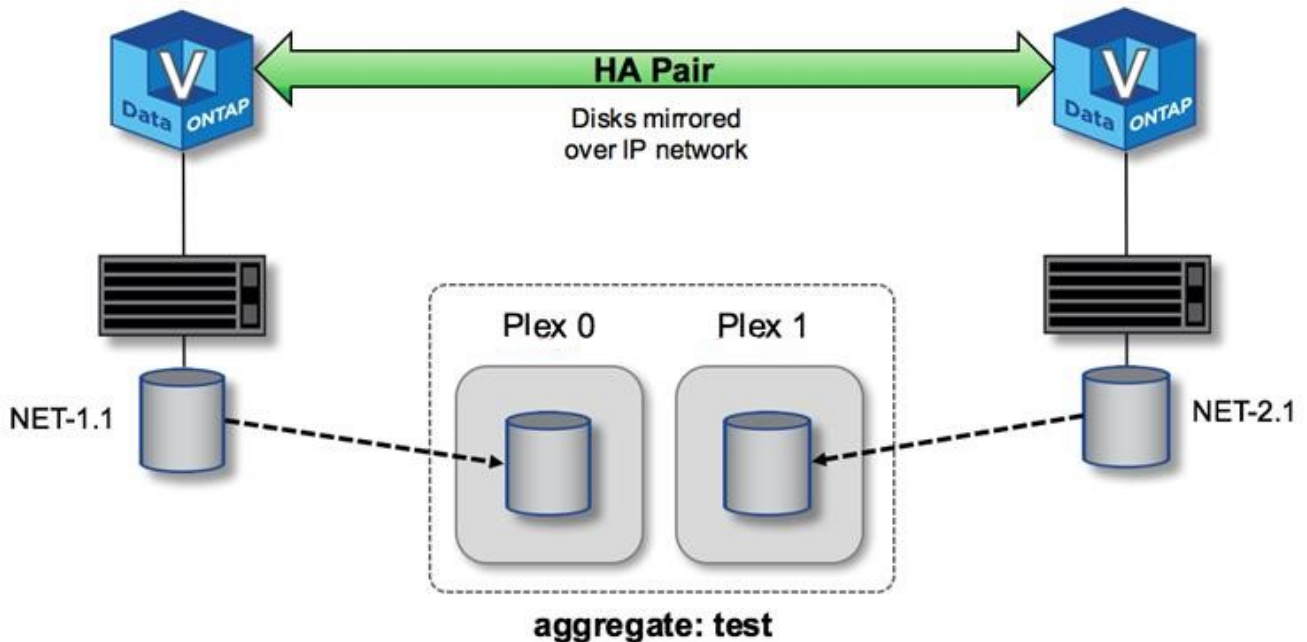 V
Data ONTAP
HA Pair
V
Data ONTAP
Disks mirrored
over IP network
Plex 0
Plex 1
NET-1.1
NET-2.1
aggregate: test